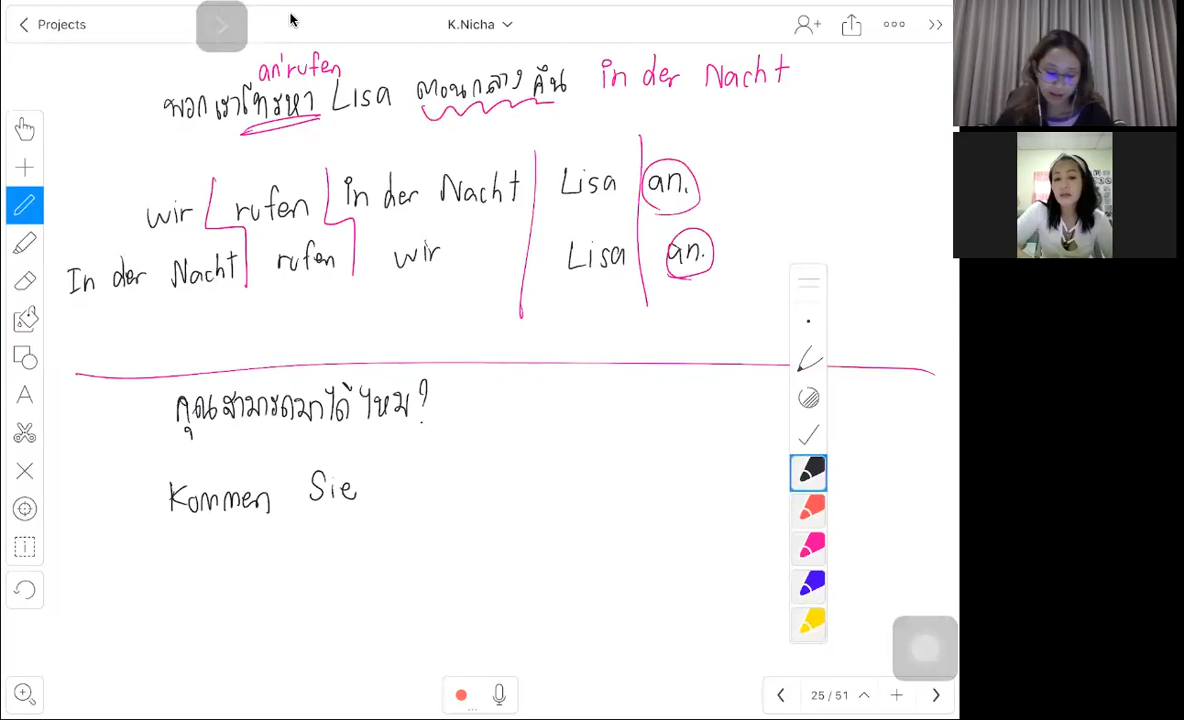 Projects
K.Nicha
an'rufen
พวกเราโทรหา Lisa ตอนกลางคืน in der Nacht
wir rufen in der Nacht Lisa an.
In der Nacht rufen wir Lisa an.
คุณสามารถมาได้ไหม?
Kommen Sie
A
25 / 51